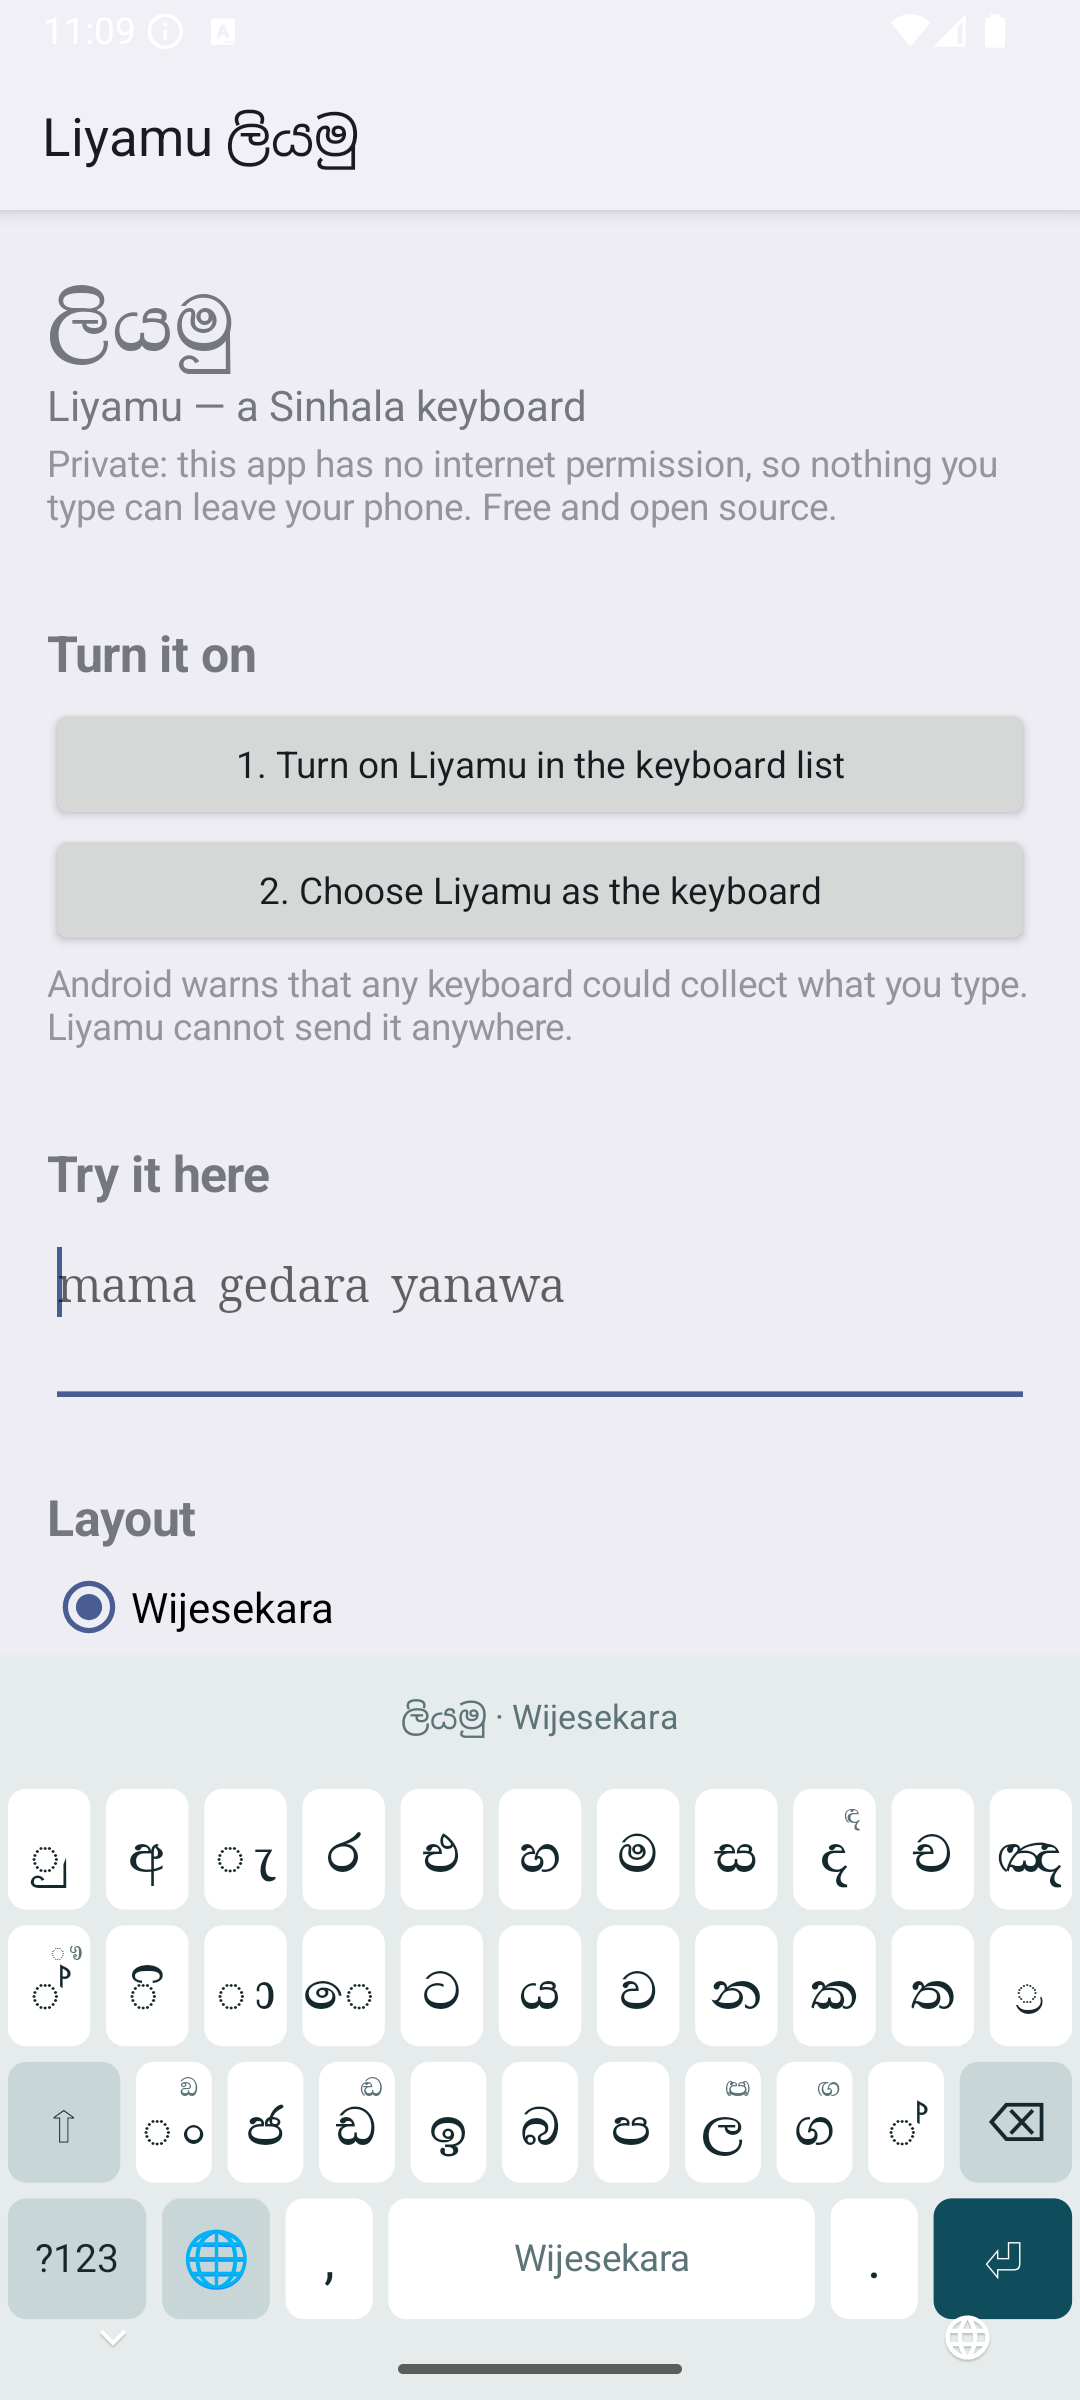 11:09
Liyamu ලියමු
ලියමු
Liyamu — a Sinhala keyboard
Private: this app has no internet permission, so nothing you
type can leave your phone. Free and open source.
Turn it on
1. Turn on Liyamu in the keyboard list
2. Choose Liyamu as the keyboard
Android warns that any keyboard could collect what you type.
Liyamu cannot send it anywhere.
Try it here
mama gedara yanawa
Layout
Wijesekara
ලියමු · Wijesekara
ු අ ැ ර එ හ ම ස ද ඳ ච ඤ
් ෟ ි ා ෙ ට ය ව න ක ත ්‍ර
ං ඞ ජ ඩ ඬ ඉ බ ප ල ඏ ග ඟ ්
?123 , Wijesekara .